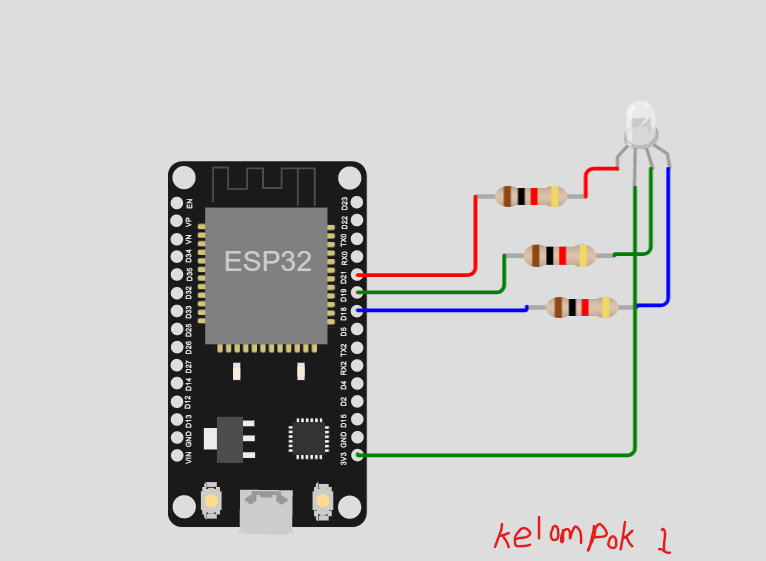 ESP32
EN
VP
VN
D34
D35
D32
D33
D25
D26
D27
D14
D12
D13
GND
VIN
D23
D22
TX0
RX0
D21
D19
D18
D5
TX2
RX2
D4
D2
D15
GND
3V3
kelompok 1